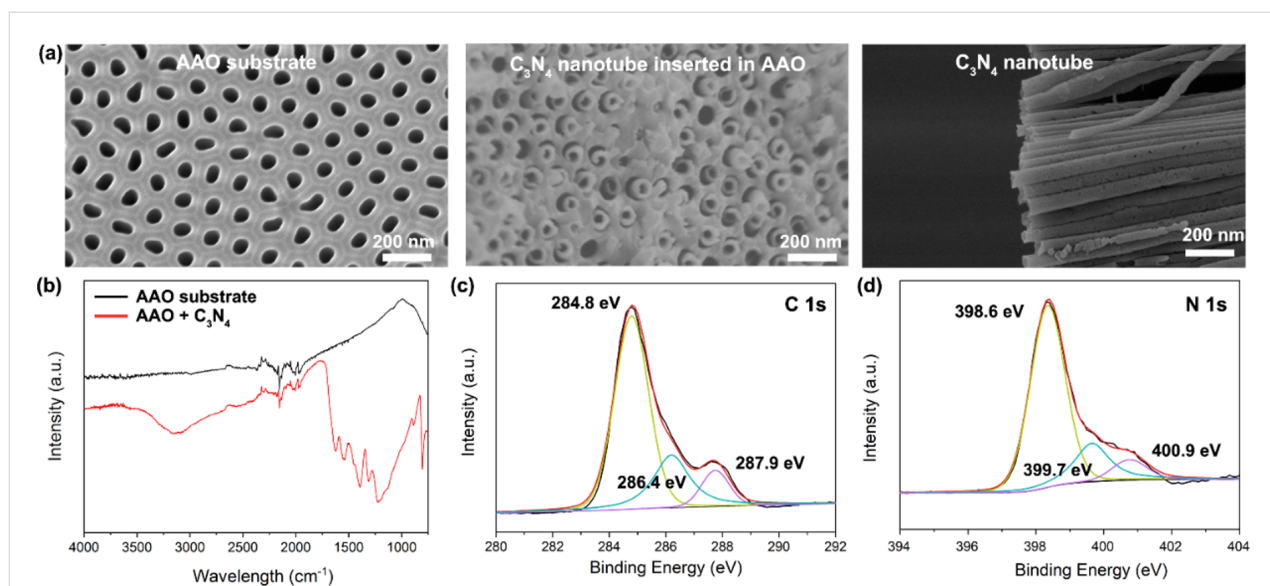 (a)
AAO substrate
200 nm
C₃N₄ nanotube inserted in AAO
200 nm
C₃N₄ nanotube
200 nm
(b)
AAO substrate
AAO + C₃N₄
Intensity (a.u.)
4000 3500 3000 2500 2000 1500 1000
Wavelength (cm⁻¹)
(c)
C 1s
284.8 eV
286.4 eV
287.9 eV
Intensity (a.u.)
280 282 284 286 288 290 292
Binding Energy (eV)
(d)
N 1s
398.6 eV
399.7 eV
400.9 eV
Intensity (a.u.)
394 396 398 400 402 404
Binding Energy (eV)